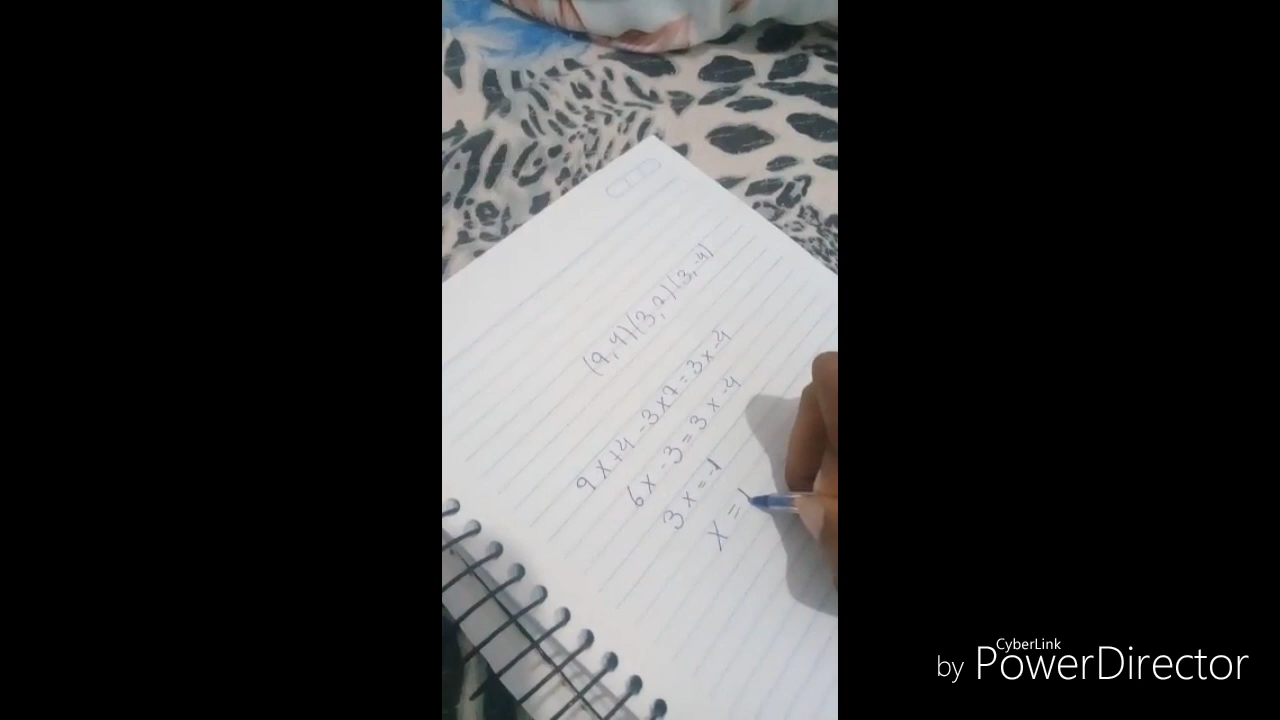 (9,4)(3,7)(3,-4)
9x+4-3x7=3x-4
6x-3=3x-4
3x=-1
x=1
CyberLink
by PowerDirector